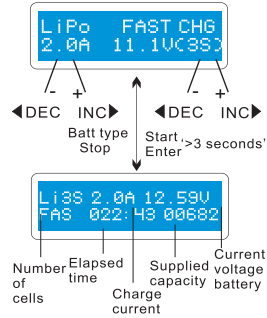 LiPo FAST CHG
2.0A 11.1V(3S)
- + - +
DEC INC DEC INC
Batt type
Stop
Start
Enter
'>3 seconds'
Li3S 2.0A 12.59V
FAS 022:43 00682
Number
of
cells
Elapsed
time
Charge
current
Supplied
capacity
Current
voltage
battery